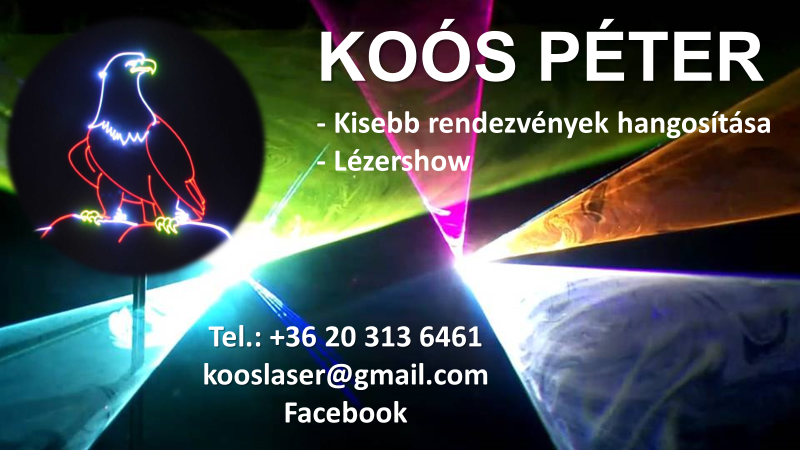 KOÓS PÉTER
- Kisebb rendezvények hangosítása
- Lézershow
Tel.: +36 20 313 6461
kooslaser@gmail.com
Facebook